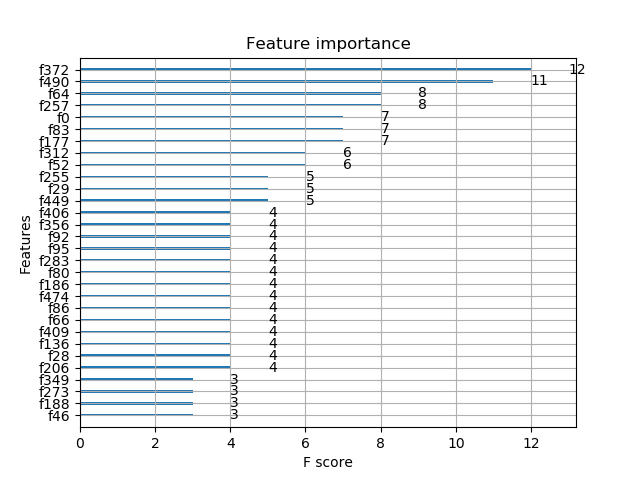 Feature importance
f372 12
f490 11
f64 8
f257 8
f0 7
f83 7
f177 7
f312 6
f52 6
f255 5
f29 5
f449 5
f406 4
f356 4
f92 4
f95 4
f283 4
f80 4
f186 4
f474 4
f86 4
f66 4
f409 4
f136 4
f28 4
f206 4
f349 3
f273 3
f188 3
f46 3
0 2 4 6 8 10 12
F score
Features